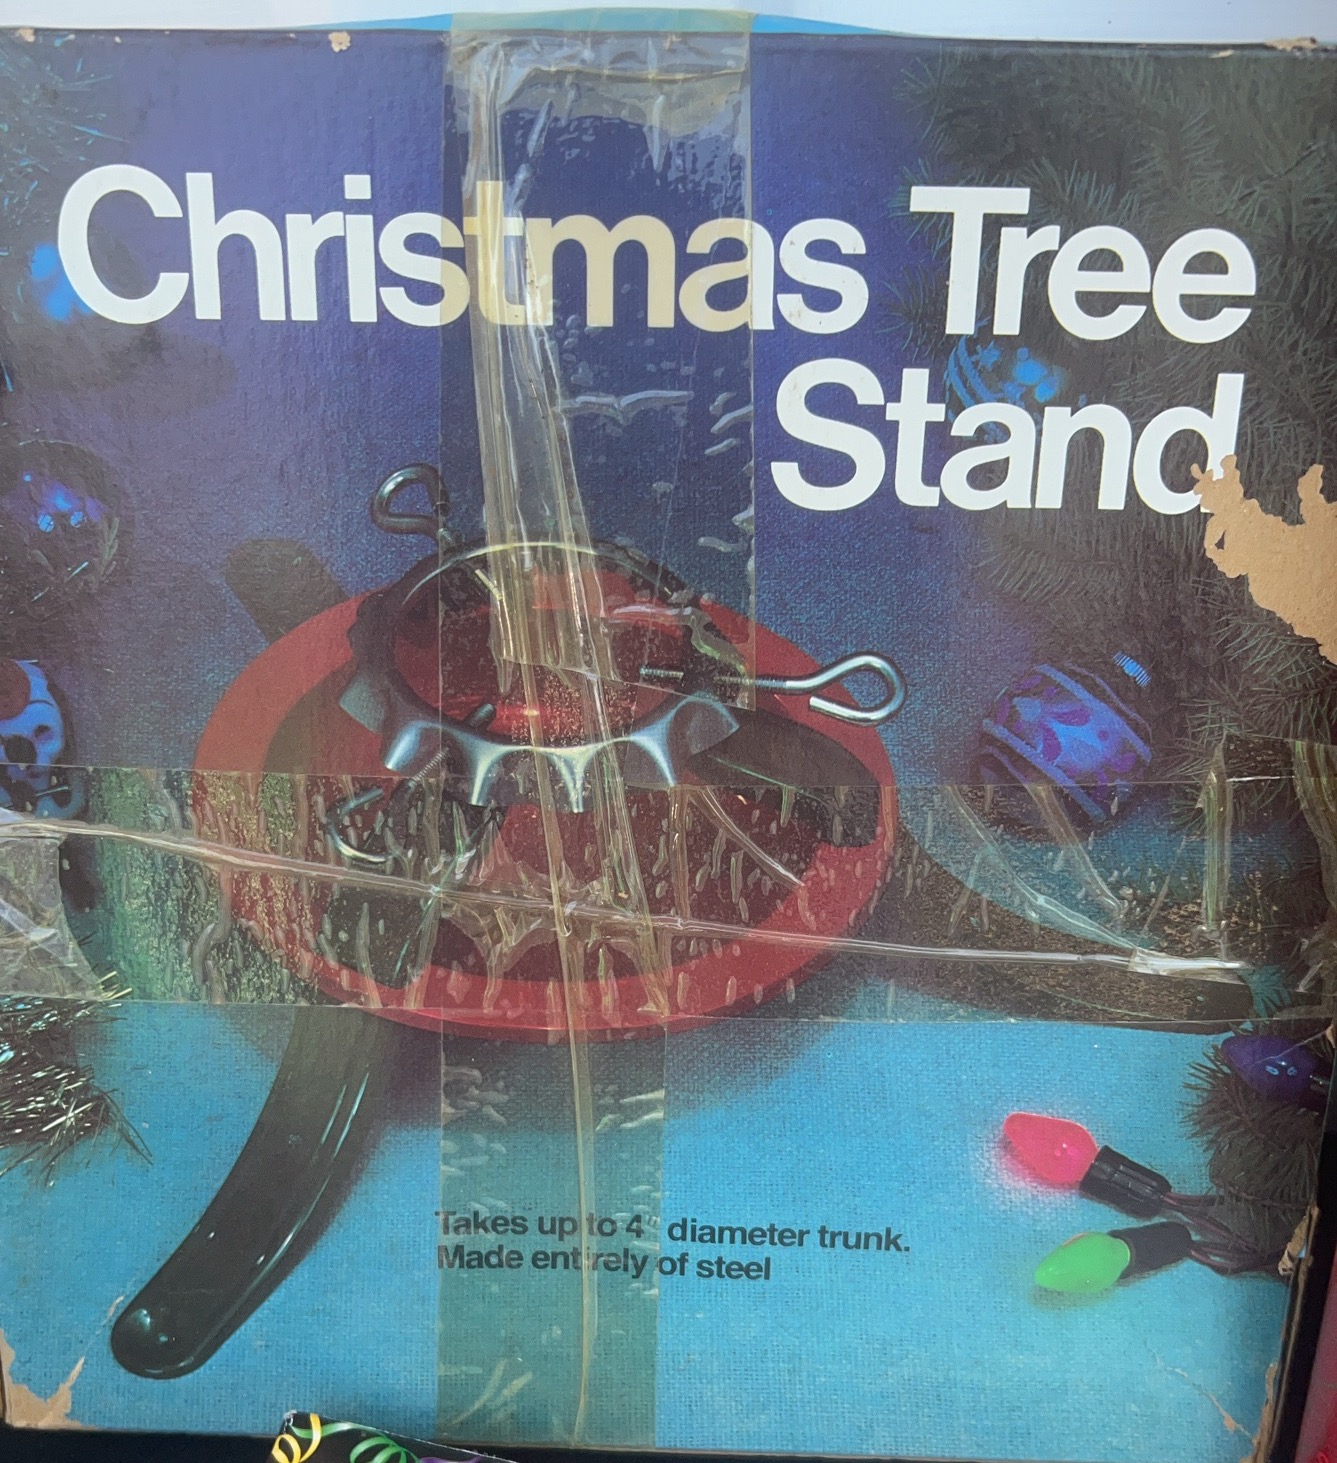 Christmas Tree
Stand
Takes up to 4" diameter trunk.
Made entirely of steel